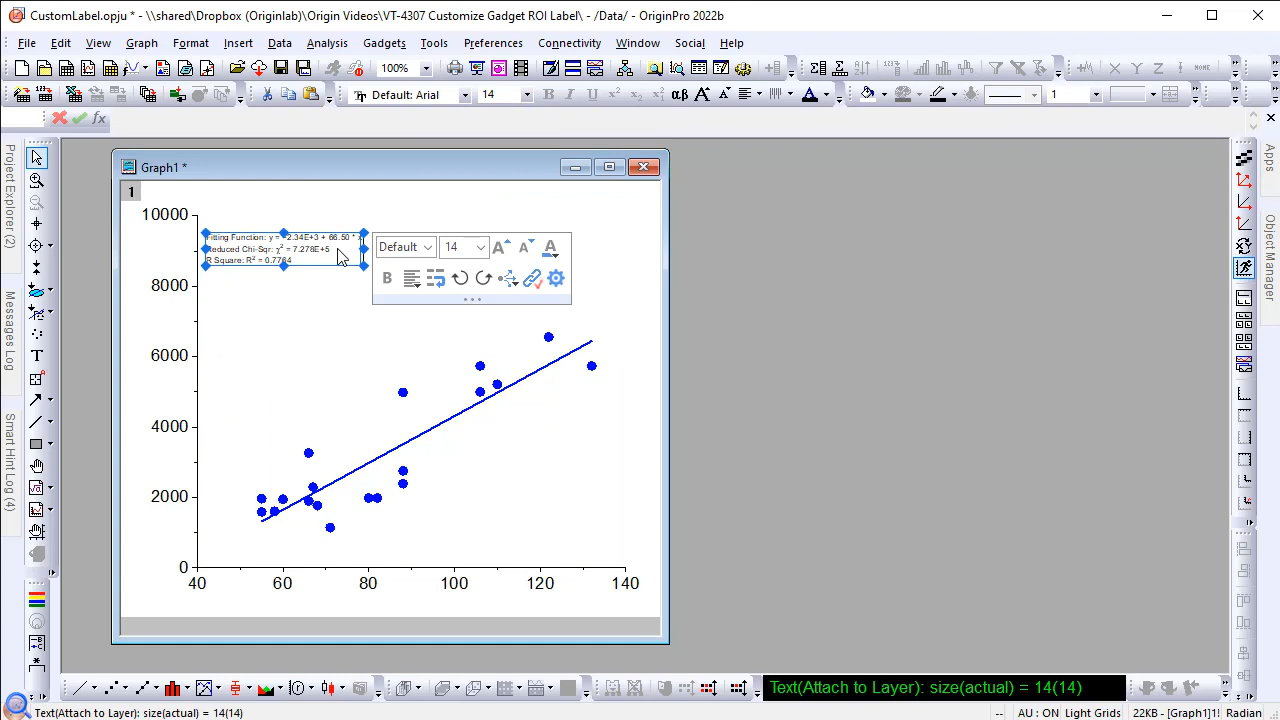 CustomLabel.opju * - \\shared\Dropbox (Originlab)\Origin Videos\VT-4307 Customize Gadget ROI Label\ - /Data/ - OriginPro 2022b
File Edit View Graph Format Insert Data Analysis Gadgets Tools Preferences Connectivity Window Social Help
100%
Default: Arial 14 B I U αβ A A A 1
fx
Project Explorer (2)
Messages Log
Smart Hint Log (4)
Apps
Object Manager
Graph1 *
1
10000
8000
6000
4000
2000
0
40 60 80 100 120 140
Fitting Function: y = -2.34E+3 + 66.50 * x
Reduced Chi-Sqr: χ² = 7.278E+5
R Square: R² = 0.7764
Default 14 A A A
B
Text(Attach to Layer): size(actual) = 14(14)
Text(Attach to Layer): size(actual) = 14(14)
-- AU : ON Light Grids 22KB - [Graph1]1! Radian